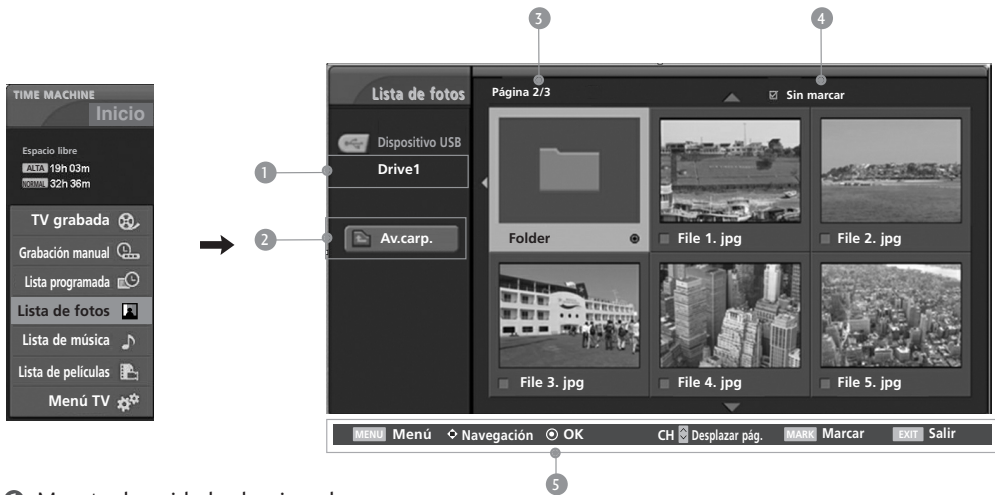 3
4
TIME MACHINE
Inicio
Espacio libre
ALTA 19h 03m
NORMAL 32h 36m
TV grabada
Grabación manual
Lista programada
Lista de fotos
Lista de música
Lista de películas
Menú TV
1
2
Lista de fotos
Dispositivo USB
Drive1
Av.carp.
Página 2/3
Sin marcar
Folder
File 1. jpg
File 2. jpg
File 3. jpg
File 4. jpg
File 5. jpg
MENU Menú Navegación OK CH Desplazar pág. MARK Marcar EXIT Salir
5